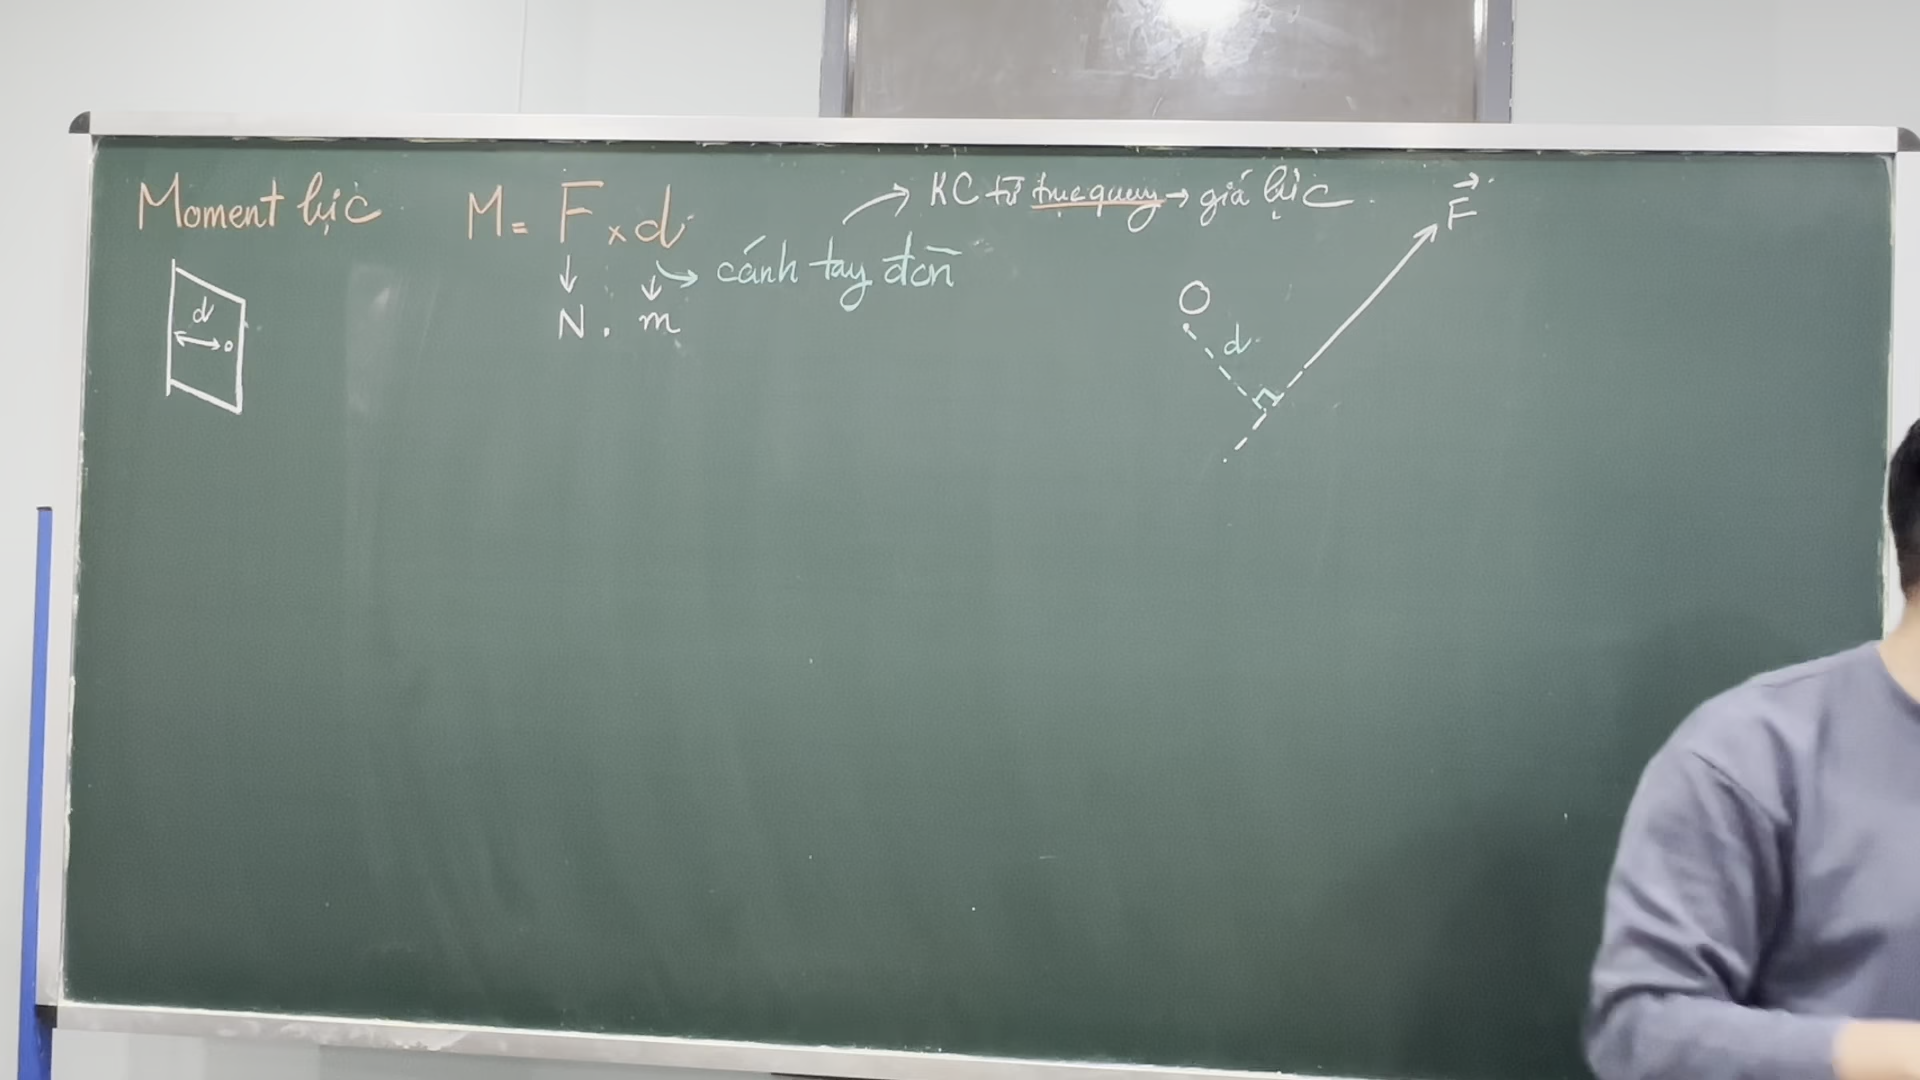 Moment lực M = F x d → KC từ trục quay → giá lực
→ cánh tay đòn
↓ ↓
N . m
d
F
O
d